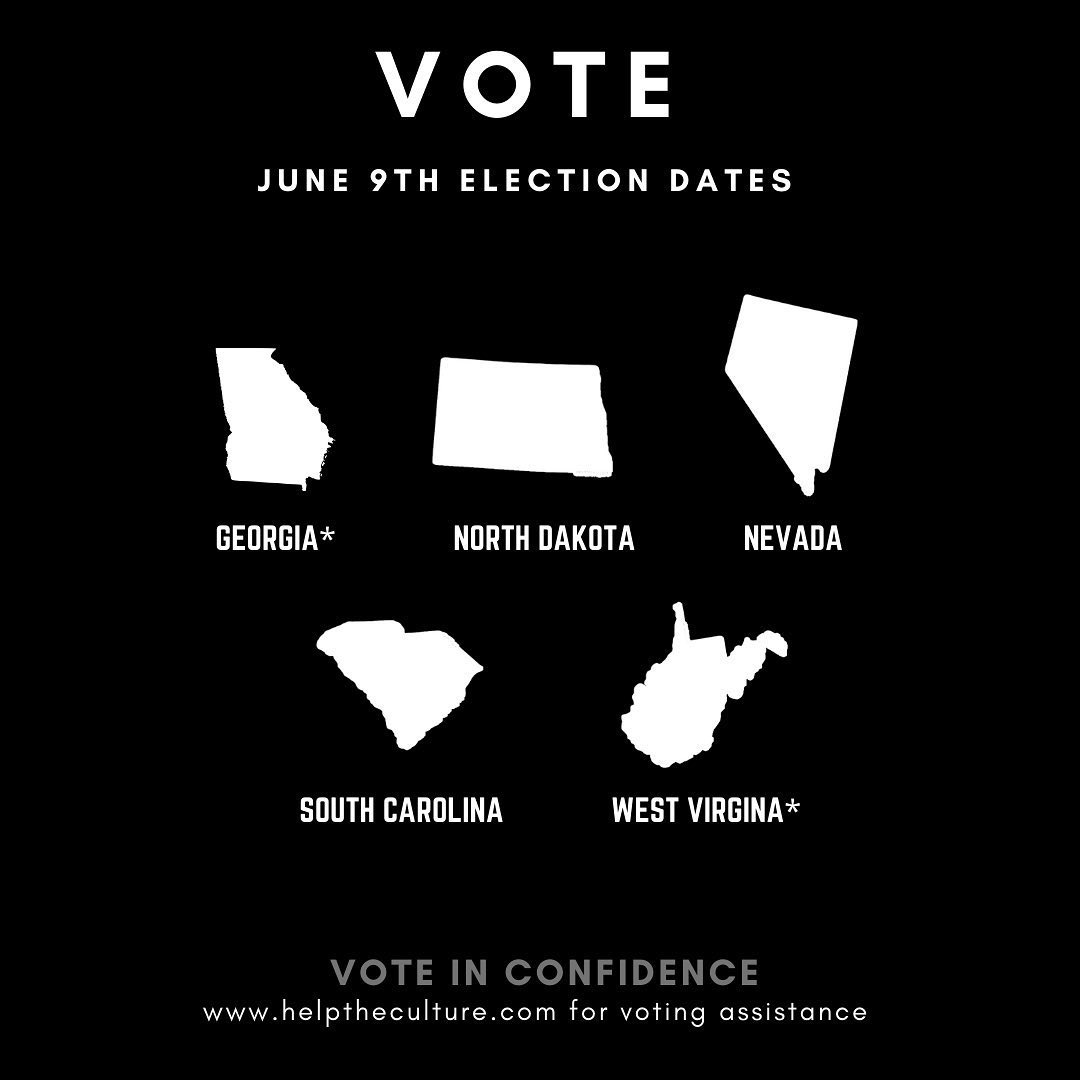 VOTE
JUNE 9TH ELECTION DATES
GEORGIA*
NORTH DAKOTA
NEVADA
SOUTH CAROLINA
WEST VIRGINA*
VOTE IN CONFIDENCE
www.helptheculture.com for voting assistance